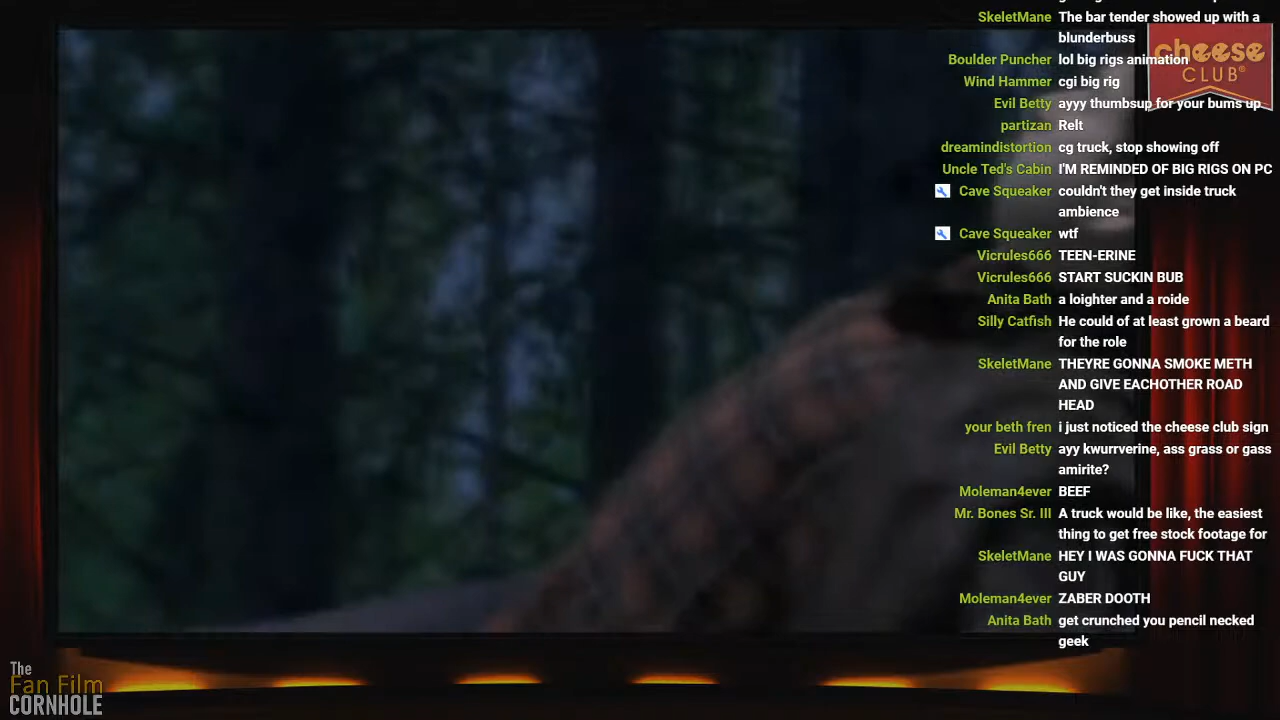 SkeletMane The bar tender showed up with a
blunderbuss
cheese
CLUB®
Boulder Puncher lol big rigs animation
Wind Hammer cgi big rig
Evil Betty ayyy thumbsup for your bums up
partizan Relt
dreamindistortion cg truck, stop showing off
Uncle Ted's Cabin I'M REMINDED OF BIG RIGS ON PC
Cave Squeaker couldn't they get inside truck
ambience
Cave Squeaker wtf
Vicrules666 TEEN-ERINE
Vicrules666 START SUCKIN BUB
Anita Bath a loighter and a roide
Silly Catfish He could of at least grown a beard
for the role
SkeletMane THEYRE GONNA SMOKE METH
AND GIVE EACHOTHER ROAD
HEAD
your beth fren i just noticed the cheese club sign
Evil Betty ayy kwurrverine, ass grass or gass
amirite?
Moleman4ever BEEF
Mr. Bones Sr. III A truck would be like, the easiest
thing to get free stock footage for
SkeletMane HEY I WAS GONNA FUCK THAT
GUY
Moleman4ever ZABER DOOTH
Anita Bath get crunched you pencil necked
geek
The
Fan Film
CORNHOLE